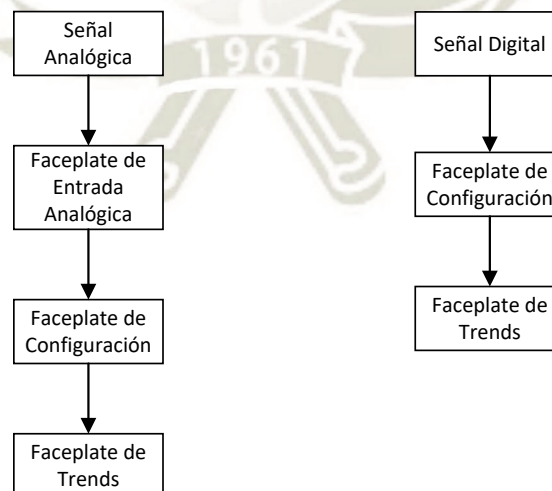 Señal
Analógica
1961
Señal Digital
Faceplate de
Entrada
Analógica
Faceplate de
Configuración
Faceplate de
Configuración
Faceplate de
Trends
Faceplate de
Trends